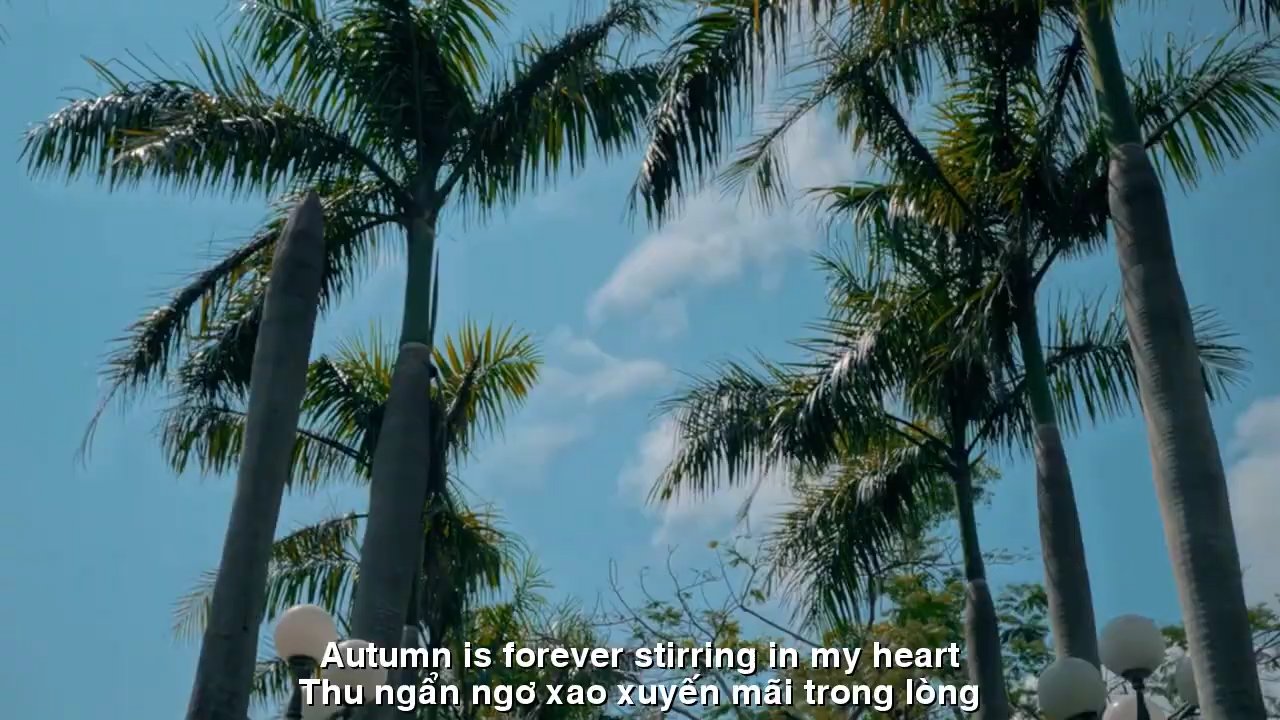 Autumn is forever stirring in my heart
Thu ngẩn ngơ xao xuyến mãi trong lòng